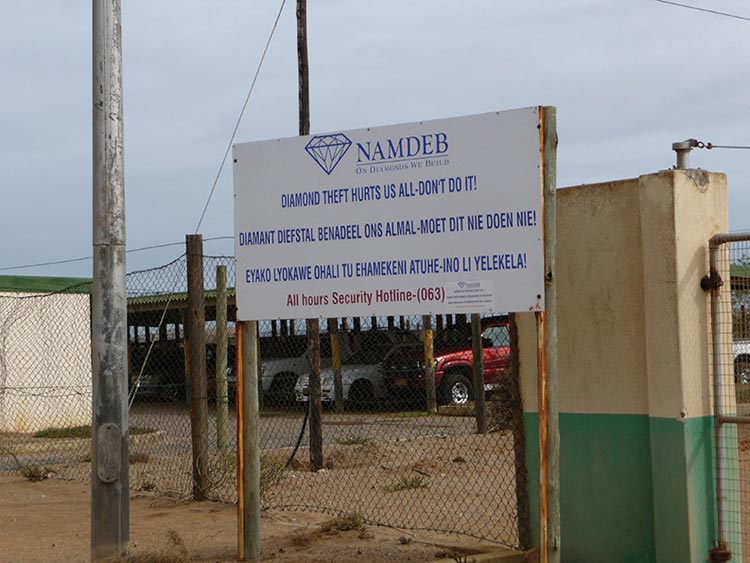 NAMDEB
ON DIAMONDS WE BUILD
DIAMOND THEFT HURTS US ALL-DON'T DO IT!
DIAMANT DIEFSTAL BENADEEL ONS ALMAL-MOET DIT NIE DOEN NIE!
EYAKO LYOKAWE OHALI TU EHAMEKENI ATUHE-INO LI YELEKELA!
All hours Security Hotline-(063)
NAMDEB